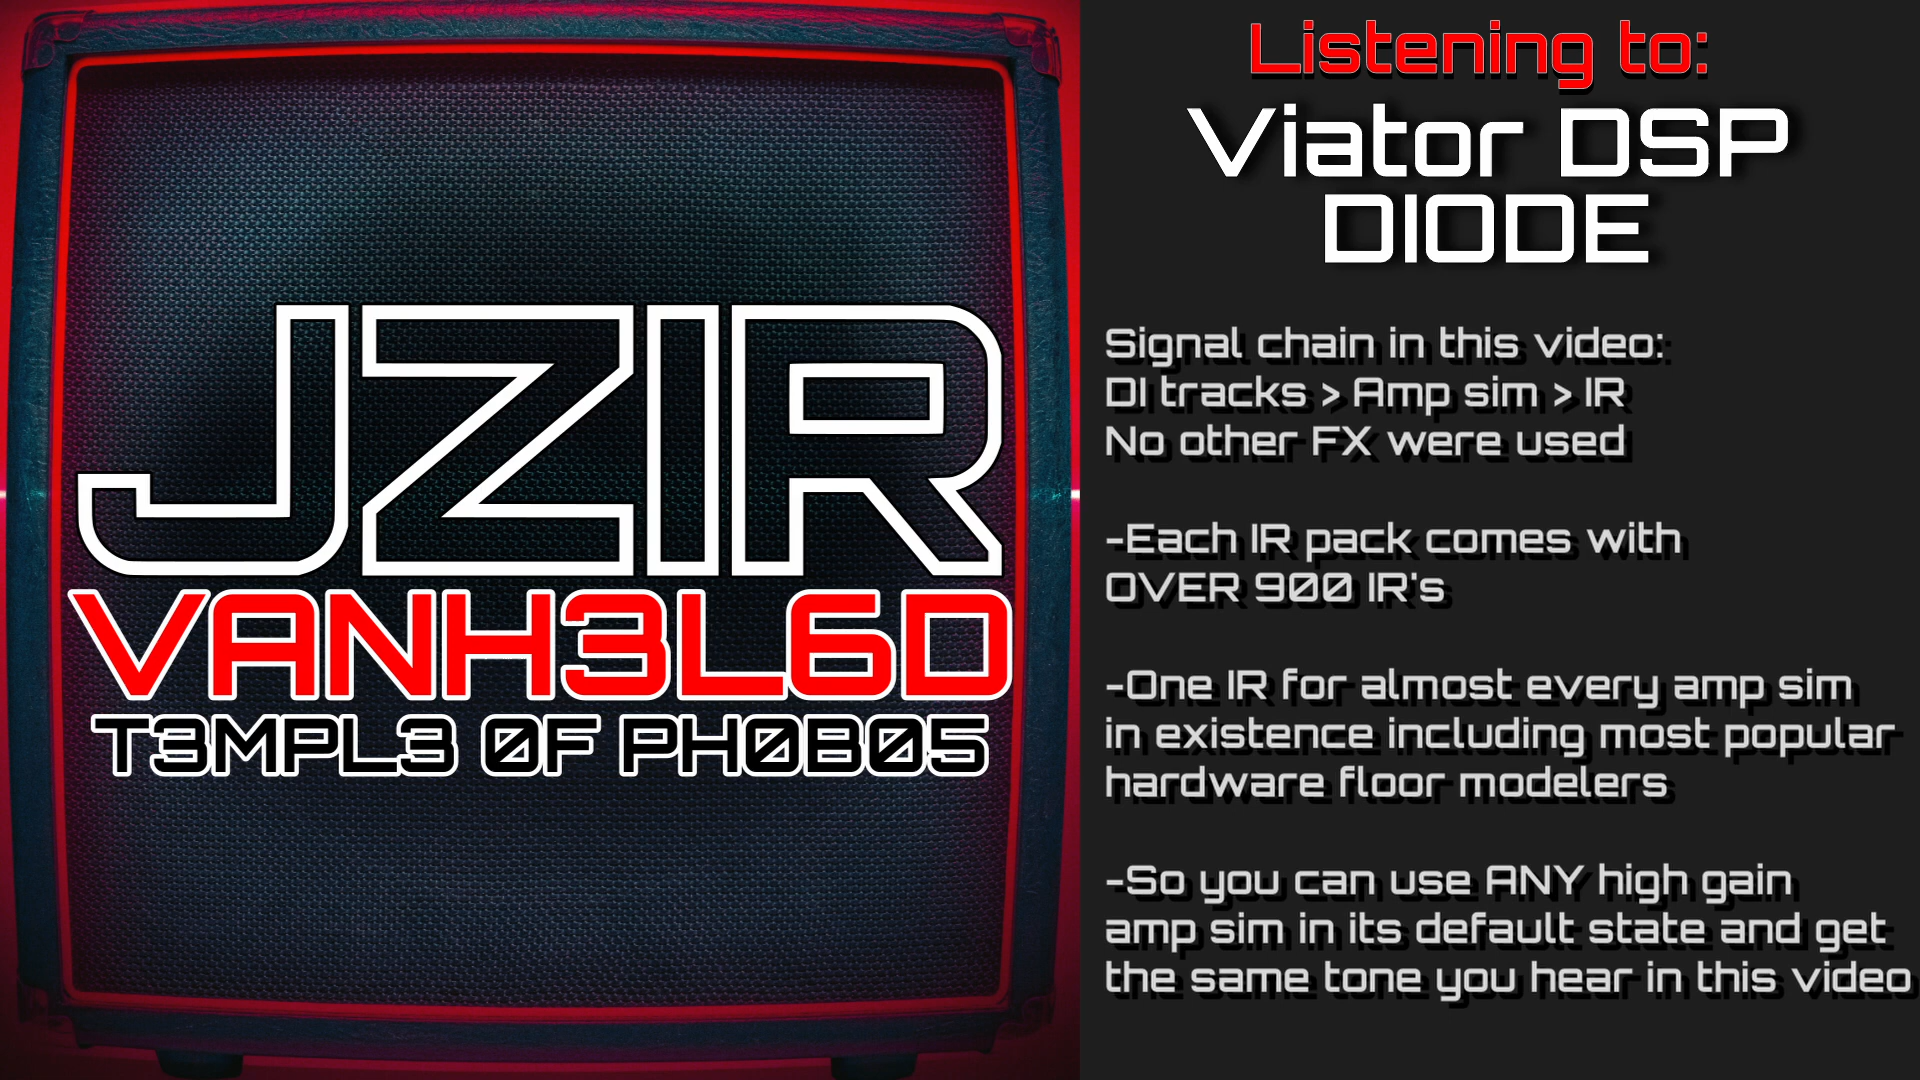 JZIR
VANH3L6D
T3MPL3 0F PH0B05
Listening to:
Viator DSP
DIODE
Signal chain in this video:
DI tracks > Amp sim > IR
No other FX were used
-Each IR pack comes with
OVER 900 IR's
-One IR for almost every amp sim
in existence including most popular
hardware floor modelers
-So you can use ANY high gain
amp sim in its default state and get
the same tone you hear in this video